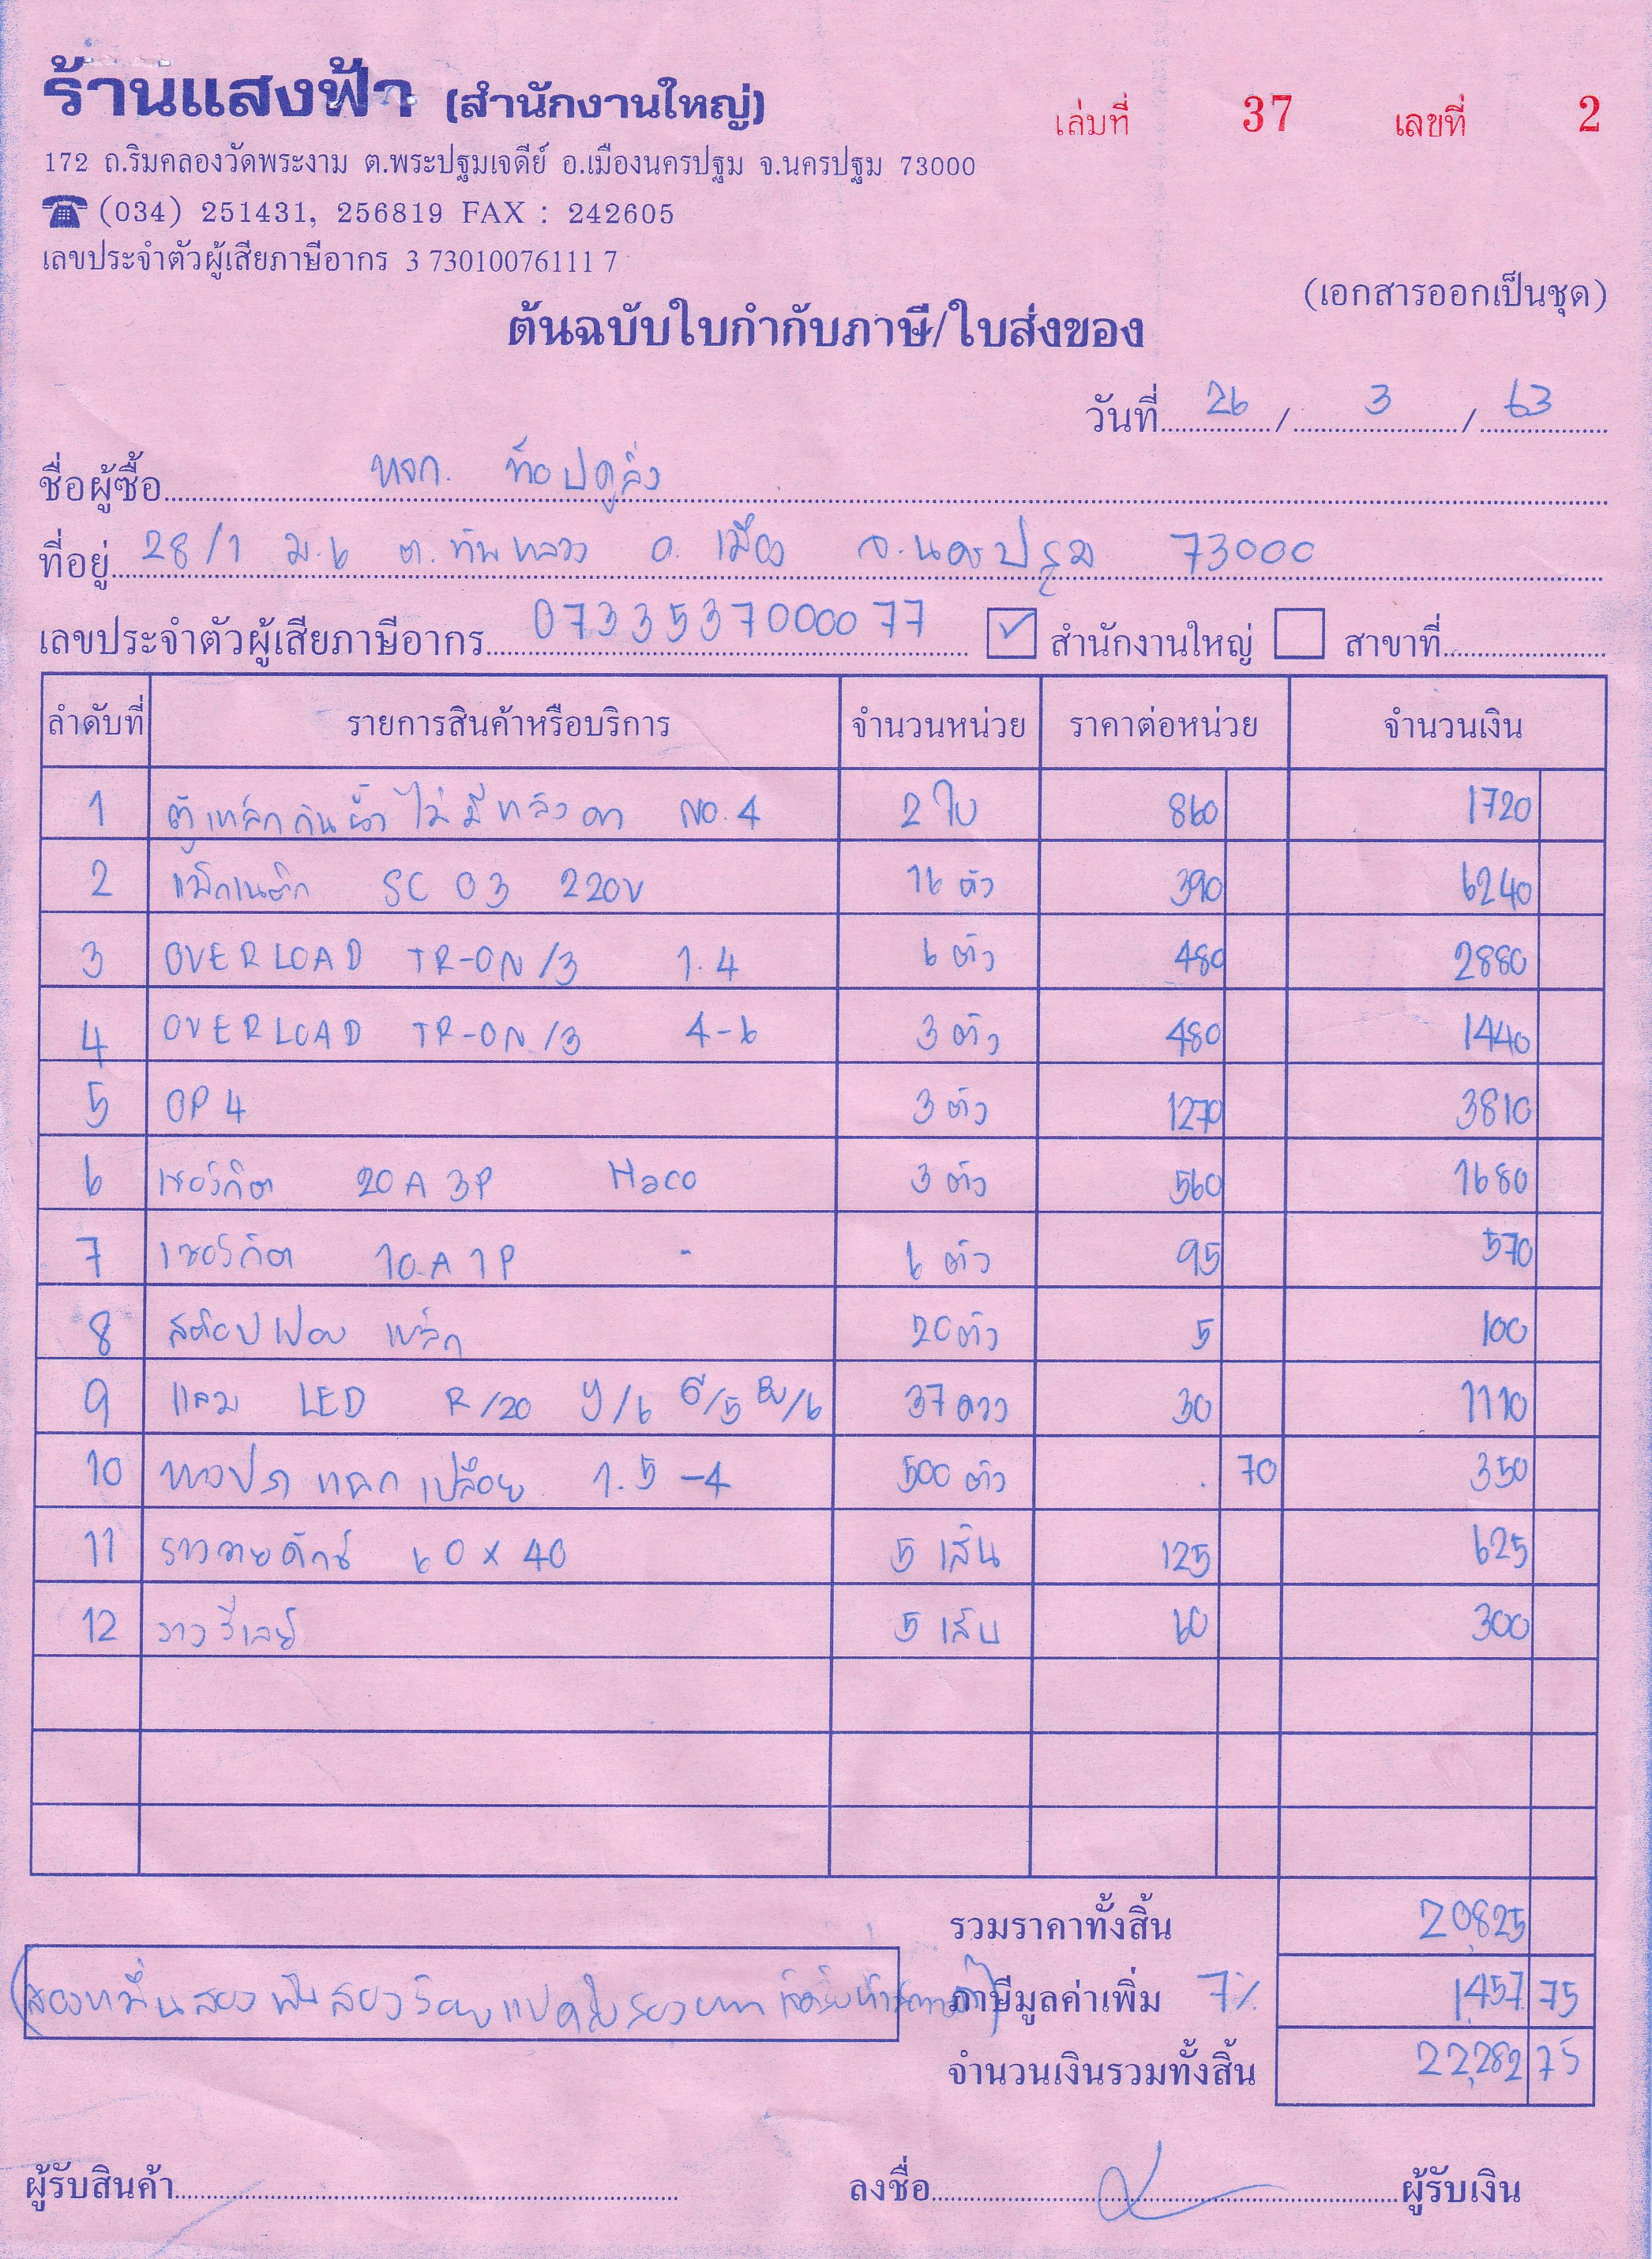 ร้านแสงฟ้า (สำนักงานใหญ่)
เล่มที่ 37 เลขที่ 2
172 ถ.ริมคลองวัดพระงาม ต.พระปฐมเจดีย์ อ.เมืองนครปฐม จ.นครปฐม 73000
(034) 251431, 256819 FAX : 242605
เลขประจำตัวผู้เสียภาษีอากร 3 73010076111 7
(เอกสารออกเป็นชุด)
ต้นฉบับใบกำกับภาษี/ใบส่งของ
วันที่ 26 / 3 / 63
ชื่อผู้ซื้อ หจก. ท๊อปคูลิ่ง
ที่อยู่ 28/1 ม.6 ต.ทัพหลวง อ.เมือง จ.นครปฐม 73000
เลขประจำตัวผู้เสียภาษีอากร 0733537000077 ✓ สำนักงานใหญ่ สาขาที่
ลำดับที่ รายการสินค้าหรือบริการ จำนวนหน่วย ราคาต่อหน่วย จำนวนเงิน
1 ตู้เหล็กกันน้ำไม่มีหลังคา NO.4 2 ใบ 860 1720
2 แม็กเนติก SC 03 220V 16 ตัว 390 6240
3 OVERLOAD TR-ON/3 1.4 6 ตัว 480 2880
4 OVERLOAD TR-ON/3 4-6 3 ตัว 480 1440
5 OP4 3 ตัว 1270 3810
6 เซอร์กิต 20A 3P Haco 3 ตัว 560 1680
7 เซอร์กิต 10A 1P - 6 ตัว 95 570
8 สต๊อปเปอร เหล็ก 20 ตัว 5 100
9 แลม LED R/20 Y/6 G/5 BU/6 37 ดวง 30 1110
10 หางปลาแฉกเปลือย 1.5-4 500 ตัว . 70 350
11 รางวายดักซ์ 60 x 40 5 เส้น 125 625
12 รางรีเลย์ 5 เส้น 60 300
รวมราคาทั้งสิ้น 20,825
(สองหมื่นสองพันสองร้อยแปดสิบสองบาทเจ็ดสิบห้าสตางค์)
ภาษีมูลค่าเพิ่ม 7% 1,457 75
จำนวนเงินรวมทั้งสิ้น 22,282 75
ผู้รับสินค้า ลงชื่อ ผู้รับเงิน